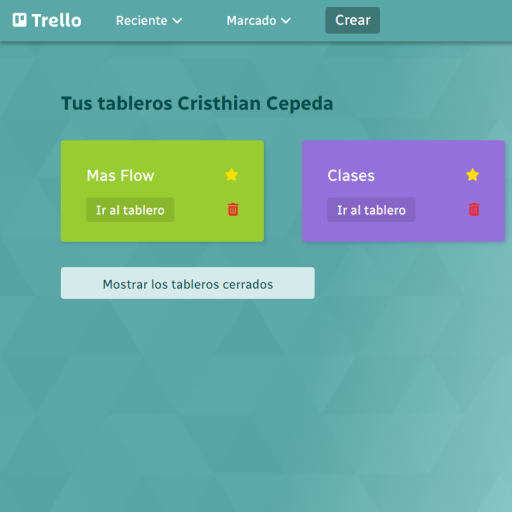 Trello Reciente Marcado Crear
Tus tableros Cristhian Cepeda
Mas Flow
Ir al tablero
Clases
Ir al tablero
Mostrar los tableros cerrados